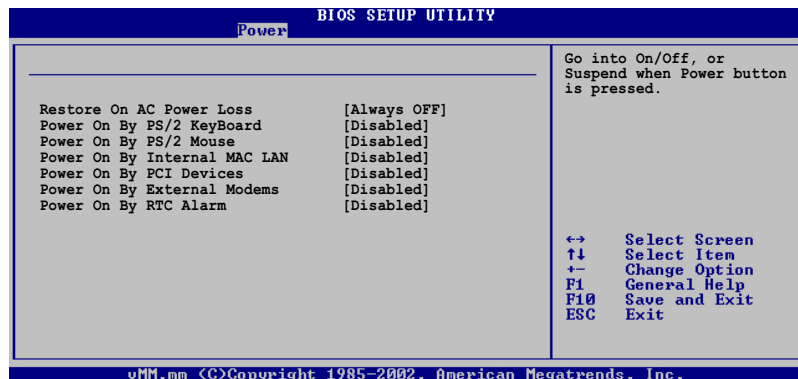 BIOS SETUP UTILITY
Power
Restore On AC Power Loss [Always OFF]
Power On By PS/2 KeyBoard [Disabled]
Power On By PS/2 Mouse [Disabled]
Power On By Internal MAC LAN [Disabled]
Power On By PCI Devices [Disabled]
Power On By External Modems [Disabled]
Power On By RTC Alarm [Disabled]
Go into On/Off, or
Suspend when Power button
is pressed.
←→ Select Screen
↑↓ Select Item
+- Change Option
F1 General Help
F10 Save and Exit
ESC Exit
vMM.mm (C)Copyright 1985-2002, American Megatrends, Inc.